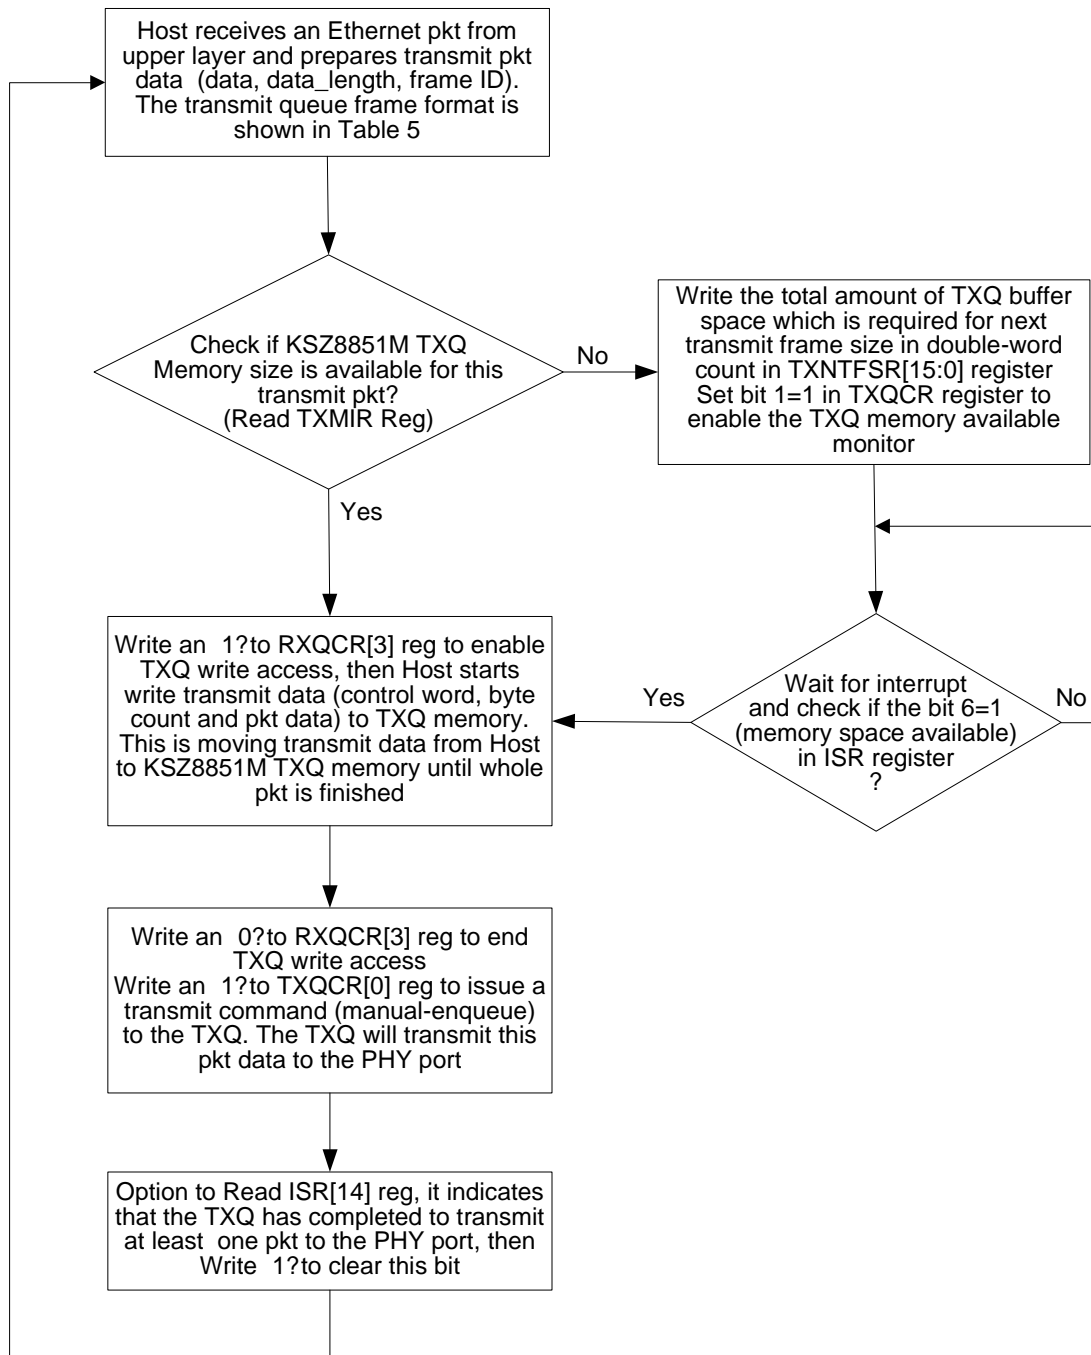 Host receives an Ethernet pkt from
upper layer and prepares transmit pkt
data (data, data_length, frame ID).
The transmit queue frame format is
shown in Table 5
Check if KSZ8851M TXQ
Memory size is available for this
transmit pkt?
(Read TXMIR Reg)
No
Write the total amount of TXQ buffer
space which is required for next
transmit frame size in double-word
count in TXNTFSR[15:0] register
Set bit 1=1 in TXQCR register to
enable the TXQ memory available
monitor
Yes
Write an 1?to RXQCR[3] reg to enable
TXQ write access, then Host starts
write transmit data (control word, byte
count and pkt data) to TXQ memory.
This is moving transmit data from Host
to KSZ8851M TXQ memory until whole
pkt is finished
Yes
Wait for interrupt
and check if the bit 6=1
(memory space available)
in ISR register
?
No
Write an 0?to RXQCR[3] reg to end
TXQ write access
Write an 1?to TXQCR[0] reg to issue a
transmit command (manual-enqueue)
to the TXQ. The TXQ will transmit this
pkt data to the PHY port
Option to Read ISR[14] reg, it indicates
that the TXQ has completed to transmit
at least one pkt to the PHY port, then
Write 1?to clear this bit